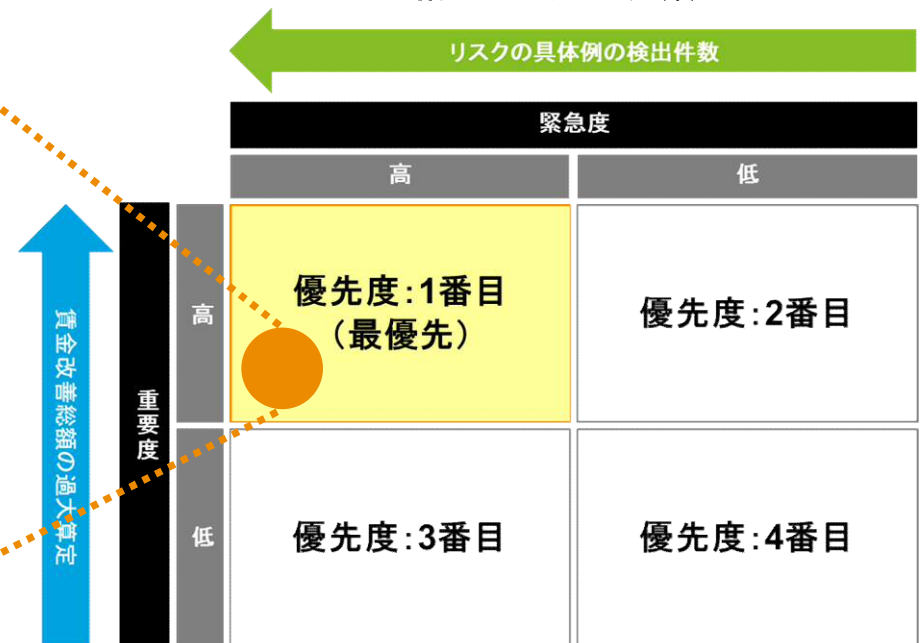 リスクの具体例の検出件数
緊急度
高
低
賃金改善総額の過大算定
重要度
高
優先度:1番目
(最優先)
優先度:2番目
低
優先度:3番目
優先度:4番目